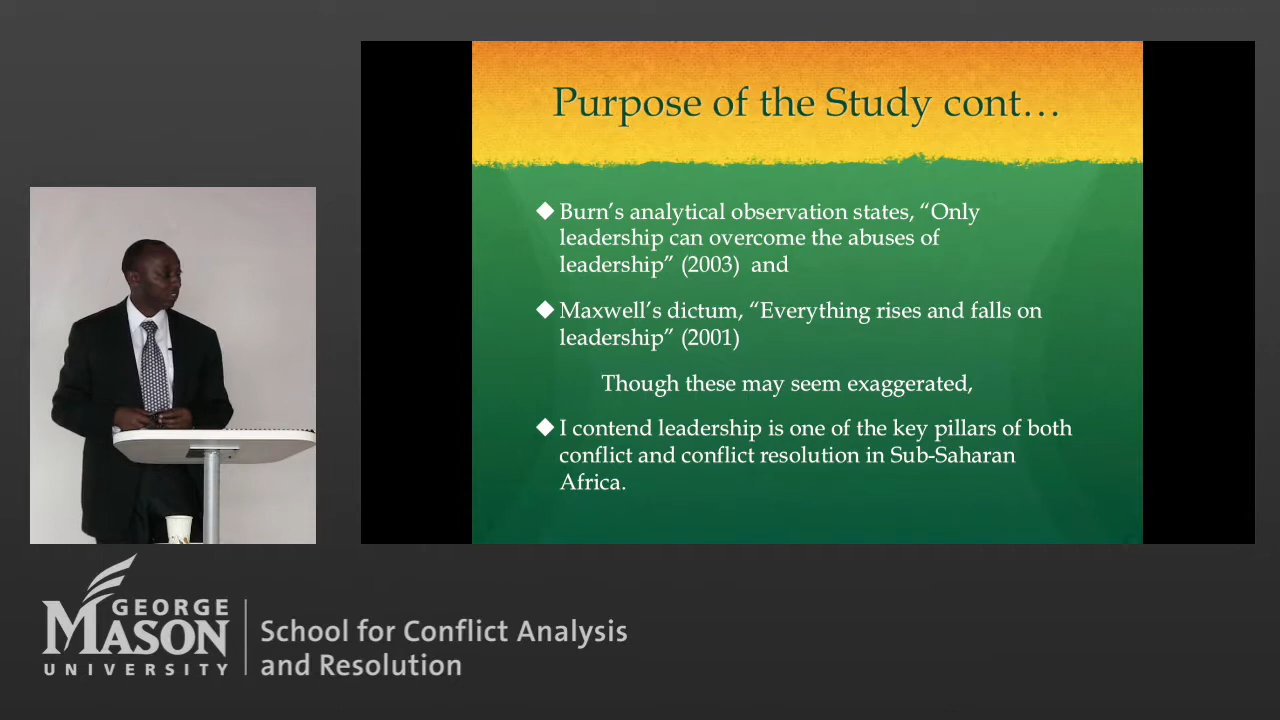 Purpose of the Study cont…
Burn’s analytical observation states, “Only
leadership can overcome the abuses of
leadership” (2003)  and
Maxwell’s dictum, “Everything rises and falls on
leadership” (2001)
Though these may seem exaggerated,
I contend leadership is one of the key pillars of both
conflict and conflict resolution in Sub-Saharan
Africa.
GEORGE
MASON
UNIVERSITY
School for Conflict Analysis
and Resolution